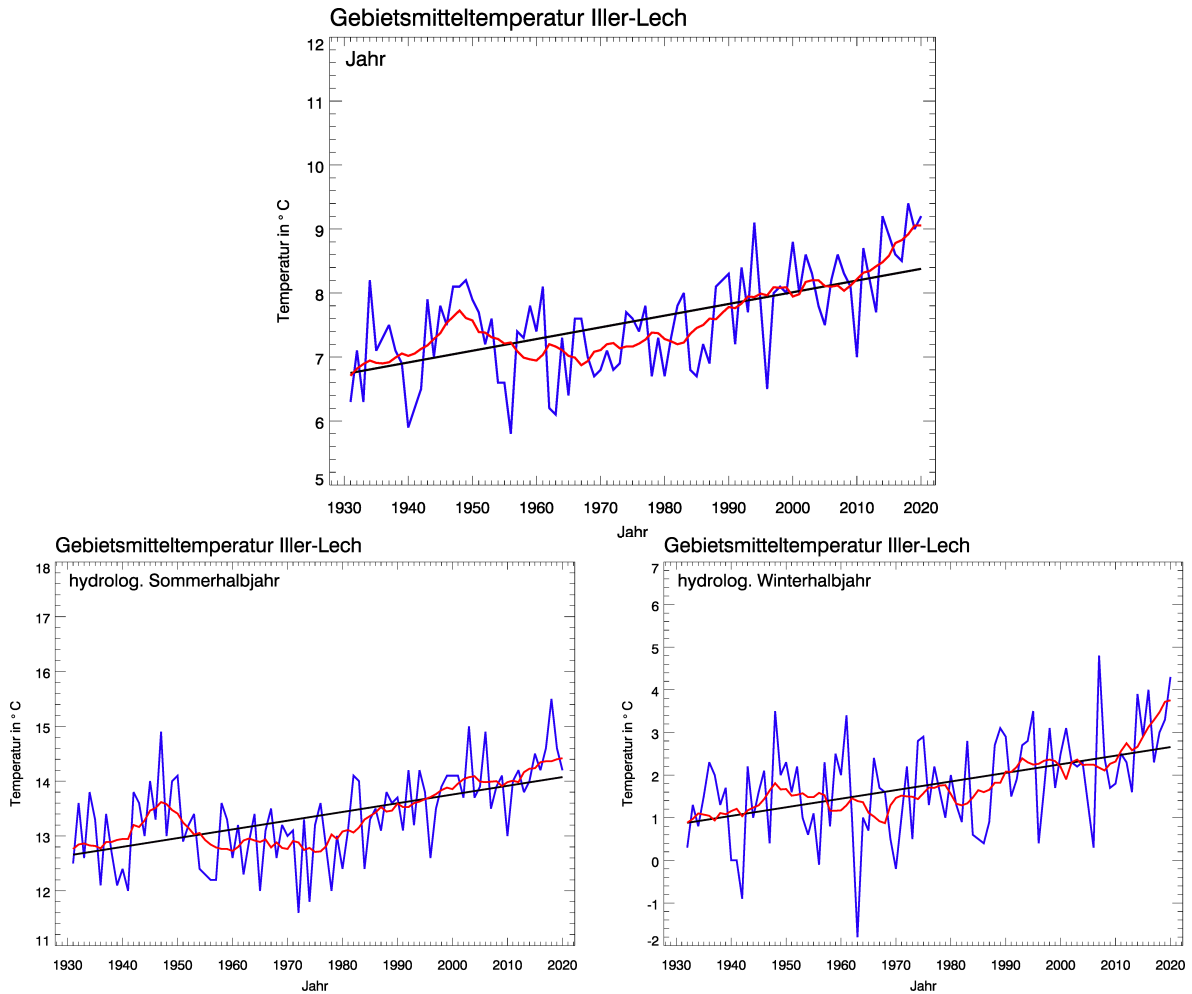 Gebietsmitteltemperatur Iller-Lech
Jahr
Temperatur in ° C
12
11
10
9
8
7
6
5
1930 1940 1950 1960 1970 1980 1990 2000 2010 2020
Jahr
Gebietsmitteltemperatur Iller-Lech
hydrolog. Sommerhalbjahr
Temperatur in ° C
18
17
16
15
14
13
12
11
1930 1940 1950 1960 1970 1980 1990 2000 2010 2020
Jahr
Gebietsmitteltemperatur Iller-Lech
hydrolog. Winterhalbjahr
Temperatur in ° C
7
6
5
4
3
2
1
0
-1
-2
1930 1940 1950 1960 1970 1980 1990 2000 2010 2020
Jahr